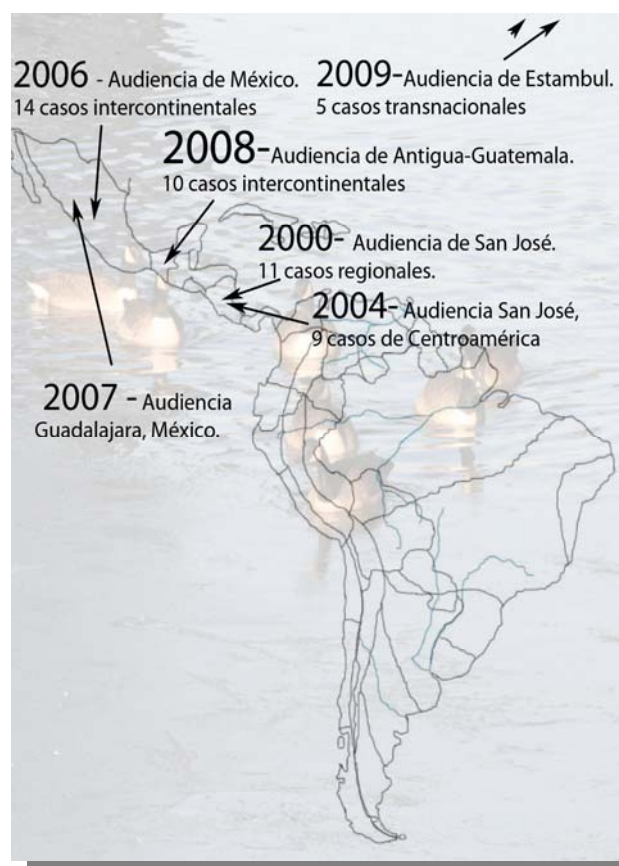 2006 - Audiencia de México.
14 casos intercontinentales
2009-Audiencia de Estambul.
5 casos transnacionales
2008-Audiencia de Antigua-Guatemala.
10 casos intercontinentales
2000- Audiencia de San José.
11 casos regionales.
2004- Audiencia San José,
9 casos de Centroamérica
2007 - Audiencia
Guadalajara, México.